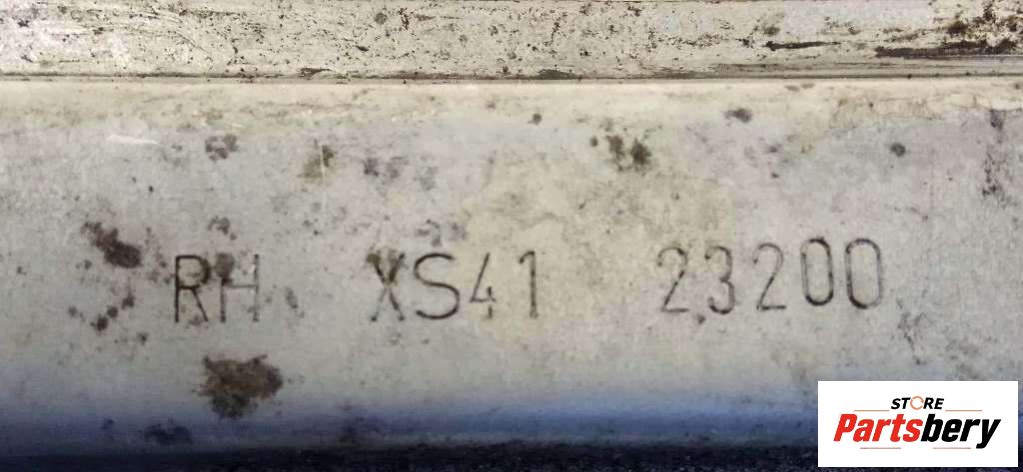 RH XS41 23200
STORE
Partsbery